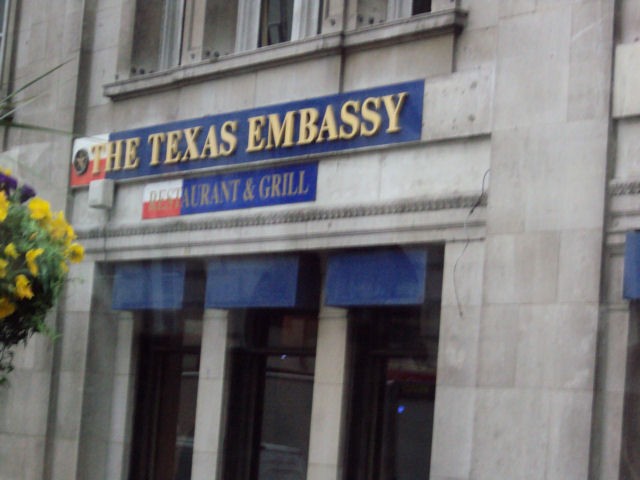 THE TEXAS EMBASSY
RESTAURANT & GRILL